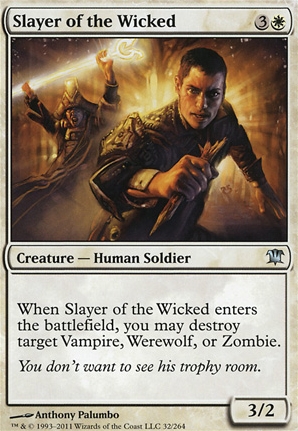 Slayer of the Wicked 3
Creature — Human Soldier
When Slayer of the Wicked enters
the battlefield, you may destroy
target Vampire, Werewolf, or Zombie.
You don't want to see his trophy room.
3/2
Anthony Palumbo
™ & © 1993–2011 Wizards of the Coast LLC 32/264